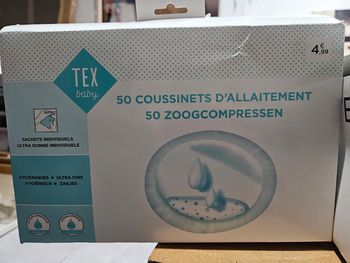 4€,99
TEX
baby
50 COUSSINETS D'ALLAITEMENT
50 ZOOGCOMPRESSEN
SACHETS INDIVIDUELS
ULTRA DUNNE INDIVIDUELE
HYGIÉNIQUES + ULTRA FINS
HYGIËNISCH + ZAKJES